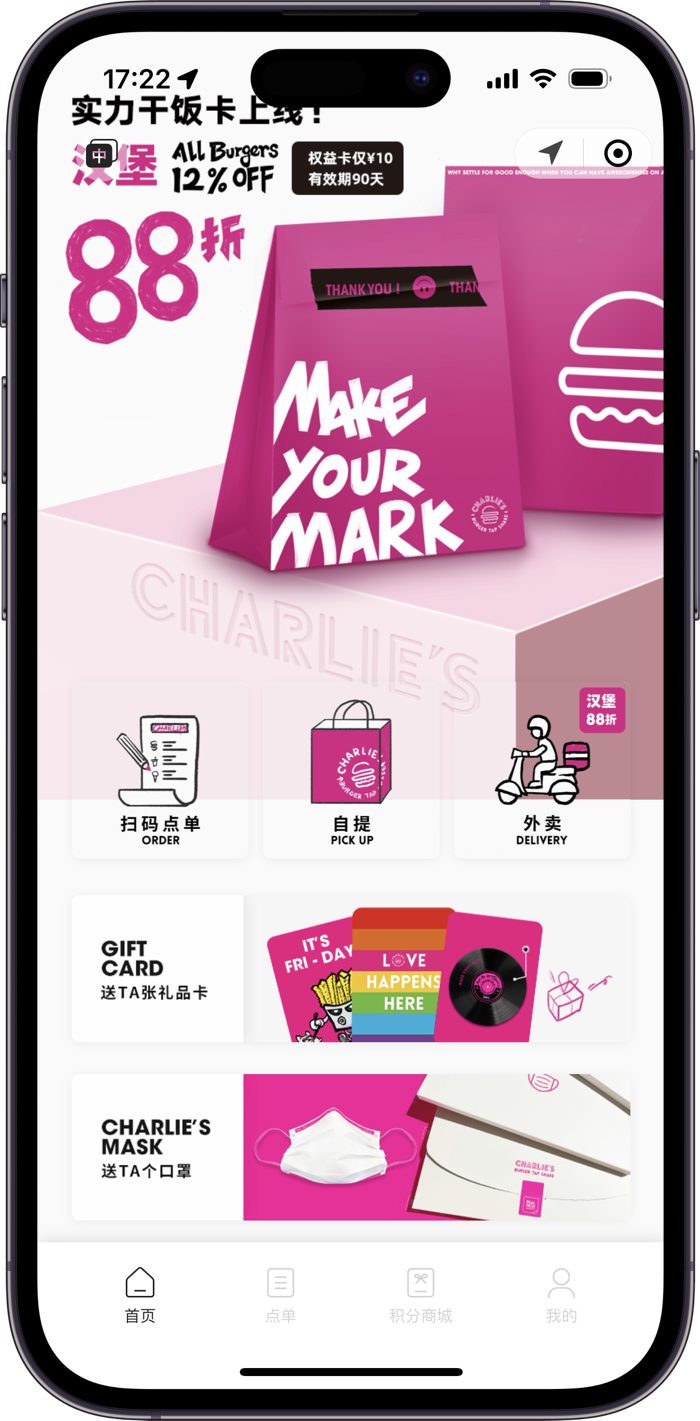 17:22
实力干饭卡上线!
中
汉堡
All Burgers
12% OFF
权益卡仅¥10
有效期90天
88折
WHY SETTLE FOR GOOD ENOUGH WHEN YOU CAN HAVE AWESOMENESS ON A
THANK YOU ! THAN
MAKE
YOUR
MARK
CHARLIE'S
BURGER TAP SHAKE
CHARLIE'S
汉堡
88折
CHARLIE'S
CHARLIE'S
BURGER TAP
扫码点单
ORDER
自提
PICK UP
外卖
DELIVERY
GIFT
CARD
送TA张礼品卡
IT'S
FRI - DAY
LOVE
HAPPENS
HERE
CHARLIE'S
MASK
送TA个口罩
CHARLIE'S
BURGER TAP SHAKE
首页
点单
积分商城
我的